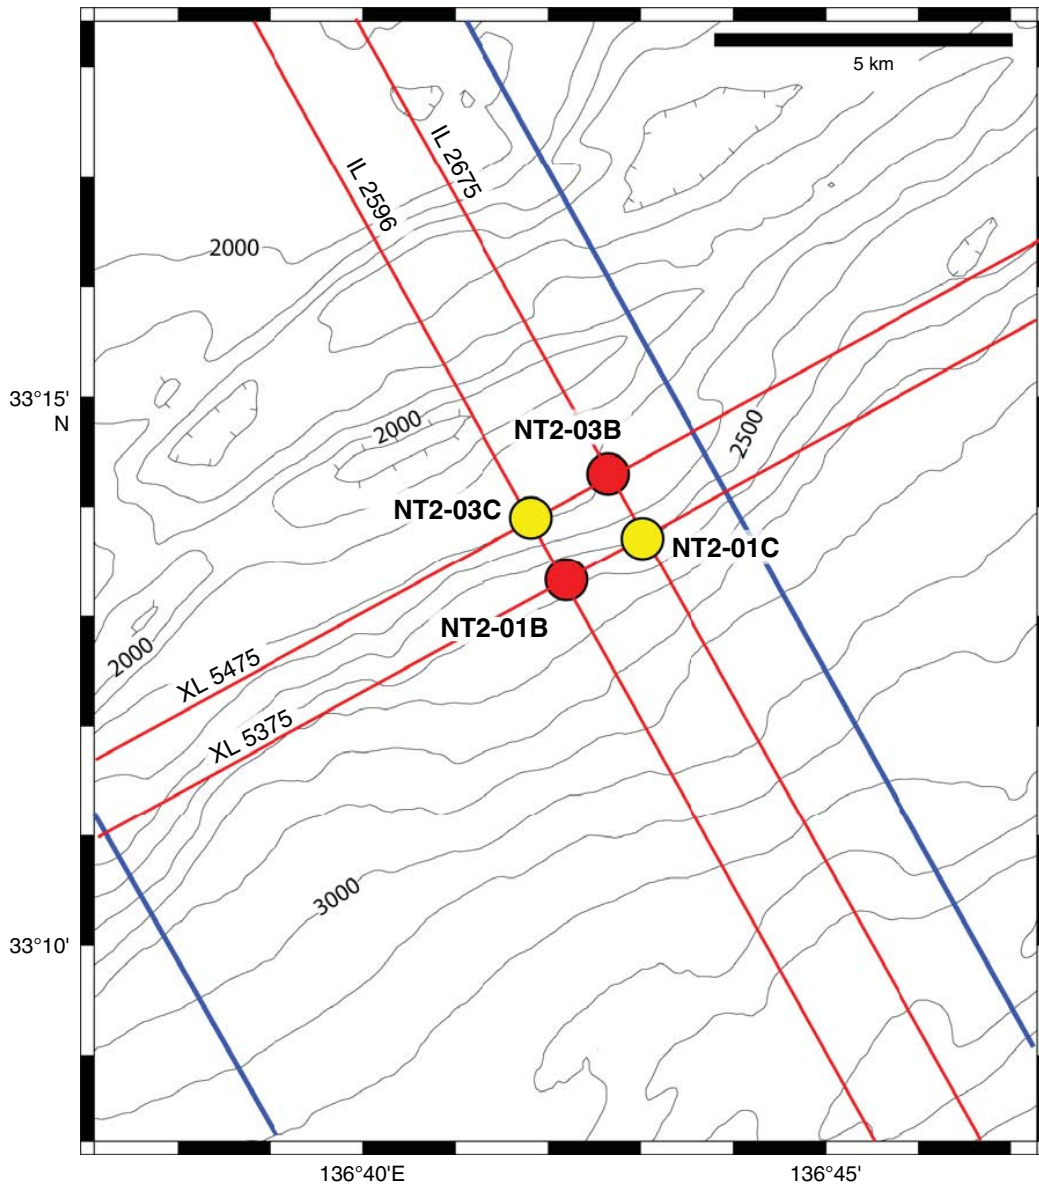 5 km
IL 2675
IL 2596
2000
33°15'
N
2000
NT2-03B
2500
NT2-03C
NT2-01C
NT2-01B
2000
XL 5475
XL 5375
3000
33°10'
136°40'E
136°45'